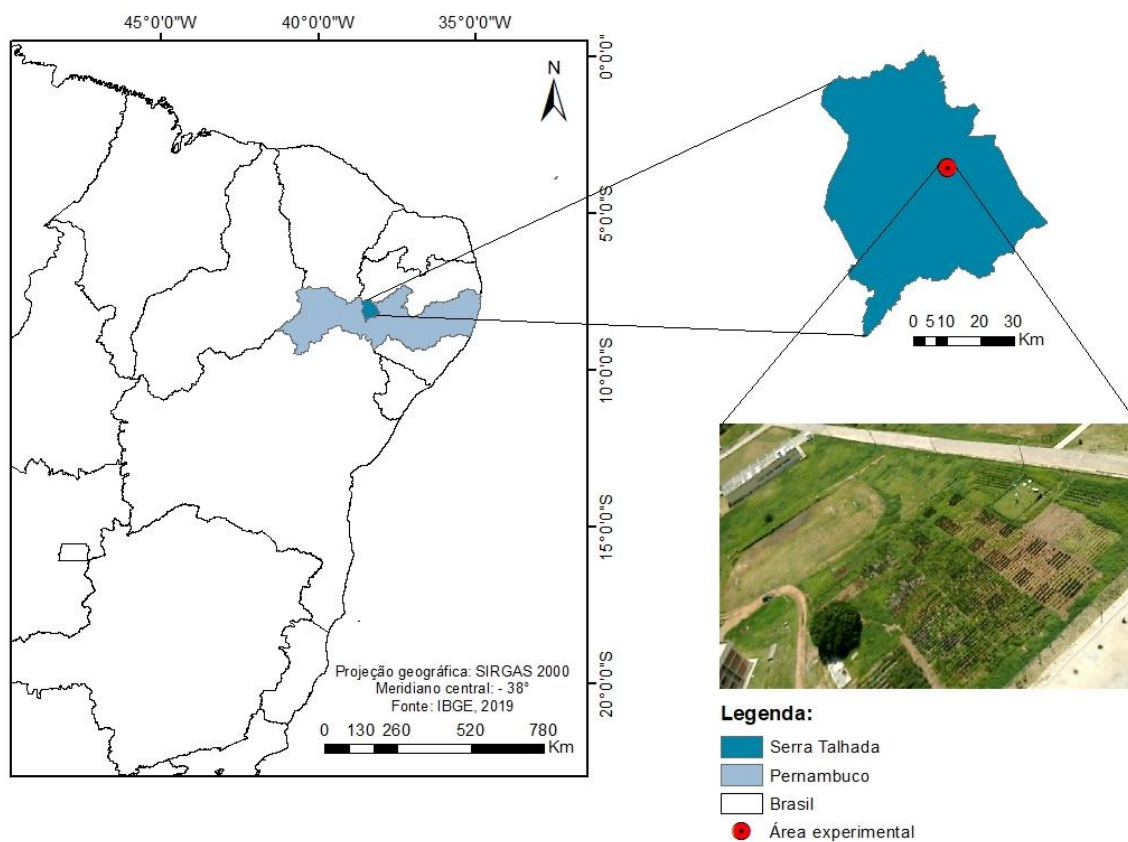 45°0'0"W
40°0'0"W
35°0'0"W
0°0'0"
5°0'0"S
10°0'0"S
15°0'0"S
20°0'0"S
N
Projeção geográfica: SIRGAS 2000
Meridiano central: - 38°
Fonte: IBGE, 2019
0 130 260 520 780
Km
0 5 10 20 30
Km
Legenda:
Serra Talhada
Pernambuco
Brasil
Área experimental